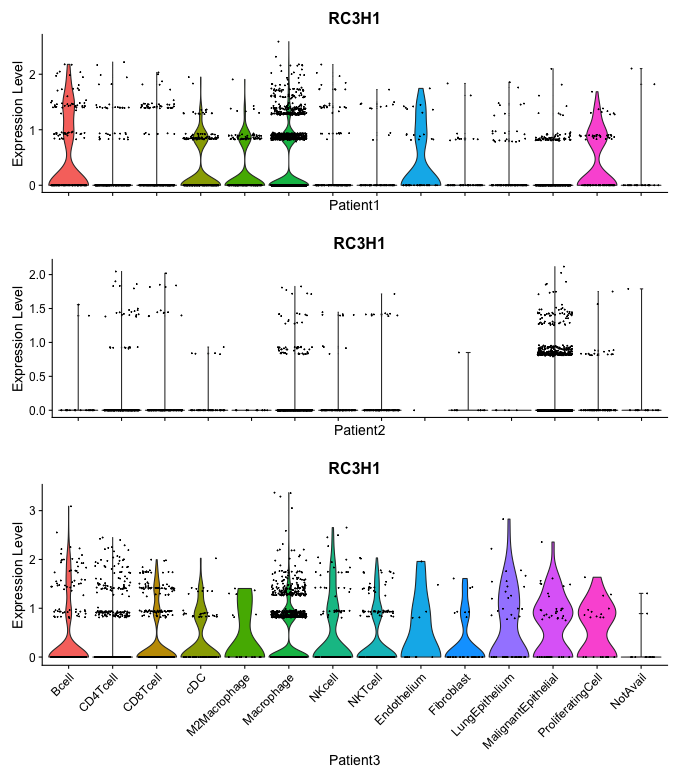 RC3H1
Expression Level
2
1
0
Patient1
RC3H1
Expression Level
2.0
1.5
1.0
0.5
0.0
Patient2
RC3H1
Expression Level
3
2
1
0
Bcell
CD4Tcell
CD8Tcell
cDC
M2Macrophage
Macrophage
NKcell
NKTcell
Endothelium
Fibroblast
LungEpithelium
MalignantEpithelial
ProliferatingCell
NotAvail
Patient3